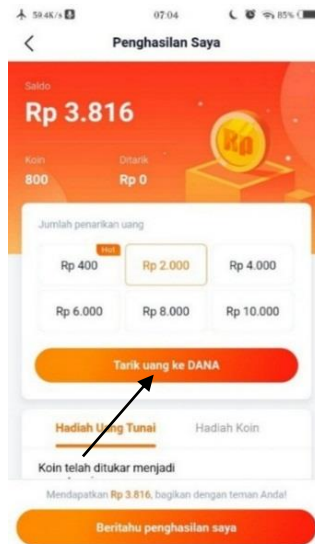 59.4K/s
07:04
85%
Penghasilan Saya
Saldo
Rp 3.816
Koin
Ditarik
800
Rp 0
Rp
Jumlah penarikan uang
Hot
Rp 400
Rp 2.000
Rp 4.000
Rp 6.000
Rp 8.000
Rp 10.000
Tarik uang ke DANA
Hadiah Uang Tunai
Hadiah Koin
Koin telah ditukar menjadi
Mendapatkan Rp 3.816, bagikan dengan teman Anda!
Beritahu penghasilan saya